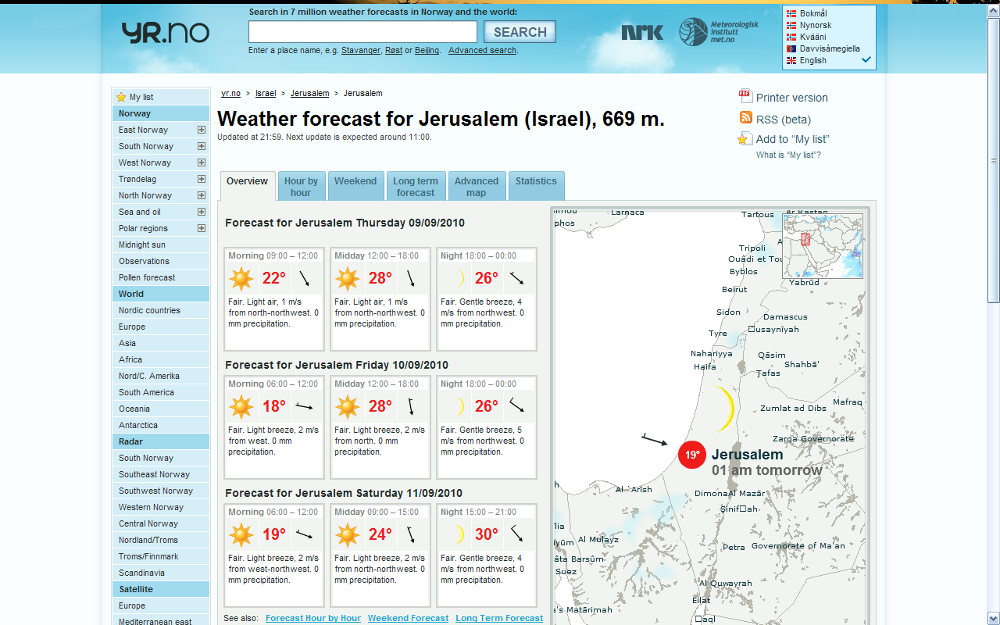 yr.no
Search in 7 million weather forecasts in Norway and the world:
SEARCH
Enter a place name, e.g. Stavanger, Røst or Beijing. Advanced search.
NRK
Meteorologisk
institutt
met.no
Bokmål
Nynorsk
Kvääni
Davvisámegiella
English
My list
Norway
East Norway
South Norway
West Norway
Trøndelag
North Norway
Sea and oil
Polar regions
Midnight sun
Observations
Pollen forecast
World
Nordic countries
Europe
Asia
Africa
Nord/C. Amerika
South America
Oceania
Antarctica
Radar
South Norway
Southeast Norway
Southwest Norway
Western Norway
Central Norway
Nordland/Troms
Troms/Finnmark
Scandinavia
Satellite
Europe
Mediterranean east
yr.no > Israel > Jerusalem > Jerusalem
Weather forecast for Jerusalem (Israel), 669 m.
Updated at 21:59. Next update is expected around 11:00.
PDF
Printer version
RSS (beta)
Add to “My list”
What is “My list”?
Overview
Hour by
hour
Weekend
Long term
forecast
Advanced
map
Statistics
Forecast for Jerusalem Thursday 09/09/2010
Morning 09:00 – 12:00
22°
Fair. Light air, 1 m/s
from north-northwest. 0
mm precipitation.
Midday 12:00 – 18:00
28°
Fair. Light air, 1 m/s
from north-northwest. 0
mm precipitation.
Night 18:00 – 00:00
26°
Fair. Gentle breeze, 4
m/s from northwest. 0
mm precipitation.
Forecast for Jerusalem Friday 10/09/2010
Morning 06:00 – 12:00
18°
Fair. Light breeze, 2 m/s
from west. 0 mm
precipitation.
Midday 12:00 – 18:00
28°
Fair. Light breeze, 2 m/s
from north. 0 mm
precipitation.
Night 18:00 – 00:00
26°
Fair. Gentle breeze, 5
m/s from northwest. 0
mm precipitation.
Forecast for Jerusalem Saturday 11/09/2010
Morning 06:00 – 12:00
19°
Fair. Light breeze, 2 m/s
from west-northwest. 0
mm precipitation.
Midday 09:00 – 15:00
24°
Fair. Light breeze, 2 m/s
from north-northwest. 0
mm precipitation.
Night 15:00 – 21:00
30°
Fair. Gentle breeze, 4
m/s from northwest. 0
mm precipitation.
See also: Forecast Hour by Hour Weekend Forecast Long Term Forecast
Larnaca
phos
Tartous
Ar Rastan
Tripoli
Ouâdi et Tou
Byblos
Yabrūd
Beirut
Sidon
Damascus
usaynīyah
Tyre
Nahariyya
Haifa
Qāsim
Shahbā'
Tafas
Mafraq
Zumlat ad Dibs
Zarqa Governorate
19°
Jerusalem
01 am tomorrow
Al `Arish
Dimona
Al Mazār
Sinif ah
Al Mulayz
Petra
Governorate of Ma'an
āta Barsūm
Suez
Al Quwayrah
Eilat
a's Matārimah
aql